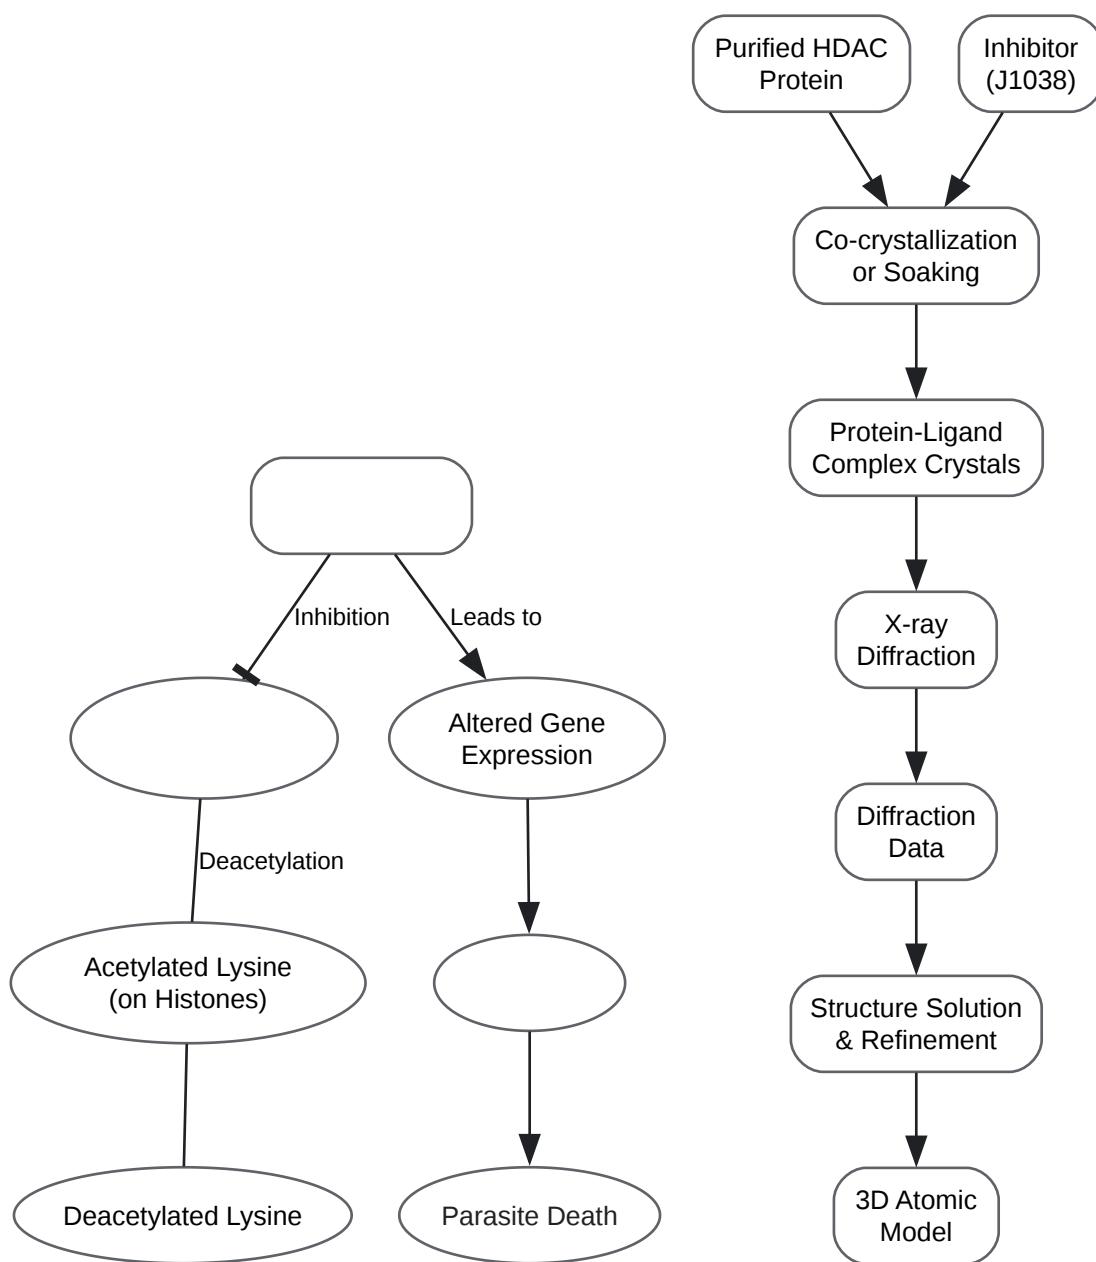 Purified HDAC
Protein
Inhibitor
(J1038)
Co-crystallization
or Soaking
Protein-Ligand
Complex Crystals
X-ray
Diffraction
Diffraction
Data
Structure Solution
& Refinement
3D Atomic
Model
Inhibition
Leads to
Altered Gene
Expression
Deacetylation
Acetylated Lysine
(on Histones)
Deacetylated Lysine
Parasite Death